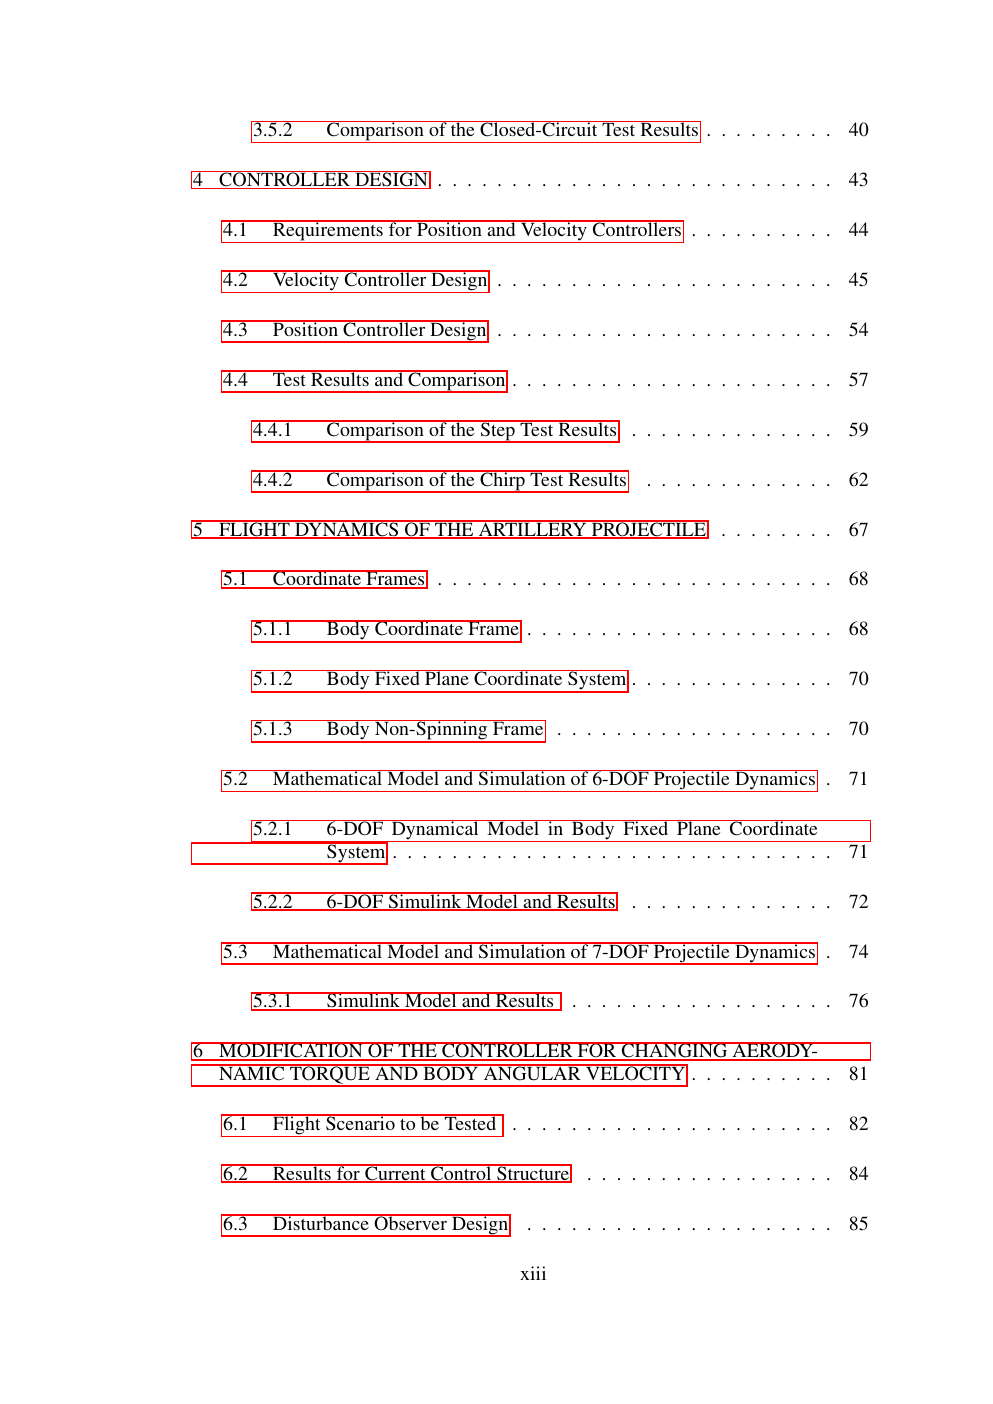 3.5.2 Comparison of the Closed-Circuit Test Results . . . . . . . . . 40
4 CONTROLLER DESIGN . . . . . . . . . . . . . . . . . . . . . . . . . . . 43
4.1 Requirements for Position and Velocity Controllers . . . . . . . . . . 44
4.2 Velocity Controller Design . . . . . . . . . . . . . . . . . . . . . . . 45
4.3 Position Controller Design . . . . . . . . . . . . . . . . . . . . . . . 54
4.4 Test Results and Comparison . . . . . . . . . . . . . . . . . . . . . . 57
4.4.1 Comparison of the Step Test Results . . . . . . . . . . . . . . 59
4.4.2 Comparison of the Chirp Test Results . . . . . . . . . . . . . 62
5 FLIGHT DYNAMICS OF THE ARTILLERY PROJECTILE . . . . . . . . 67
5.1 Coordinate Frames . . . . . . . . . . . . . . . . . . . . . . . . . . . 68
5.1.1 Body Coordinate Frame . . . . . . . . . . . . . . . . . . . . . 68
5.1.2 Body Fixed Plane Coordinate System . . . . . . . . . . . . . . 70
5.1.3 Body Non-Spinning Frame . . . . . . . . . . . . . . . . . . . 70
5.2 Mathematical Model and Simulation of 6-DOF Projectile Dynamics . 71
5.2.1 6-DOF Dynamical Model in Body Fixed Plane Coordinate
System . . . . . . . . . . . . . . . . . . . . . . . . . . . . . . 71
5.2.2 6-DOF Simulink Model and Results . . . . . . . . . . . . . . 72
5.3 Mathematical Model and Simulation of 7-DOF Projectile Dynamics . 74
5.3.1 Simulink Model and Results . . . . . . . . . . . . . . . . . . 76
6 MODIFICATION OF THE CONTROLLER FOR CHANGING AERODY-
NAMIC TORQUE AND BODY ANGULAR VELOCITY . . . . . . . . . . 81
6.1 Flight Scenario to be Tested . . . . . . . . . . . . . . . . . . . . . . 82
6.2 Results for Current Control Structure . . . . . . . . . . . . . . . . . 84
6.3 Disturbance Observer Design . . . . . . . . . . . . . . . . . . . . . 85
xiii